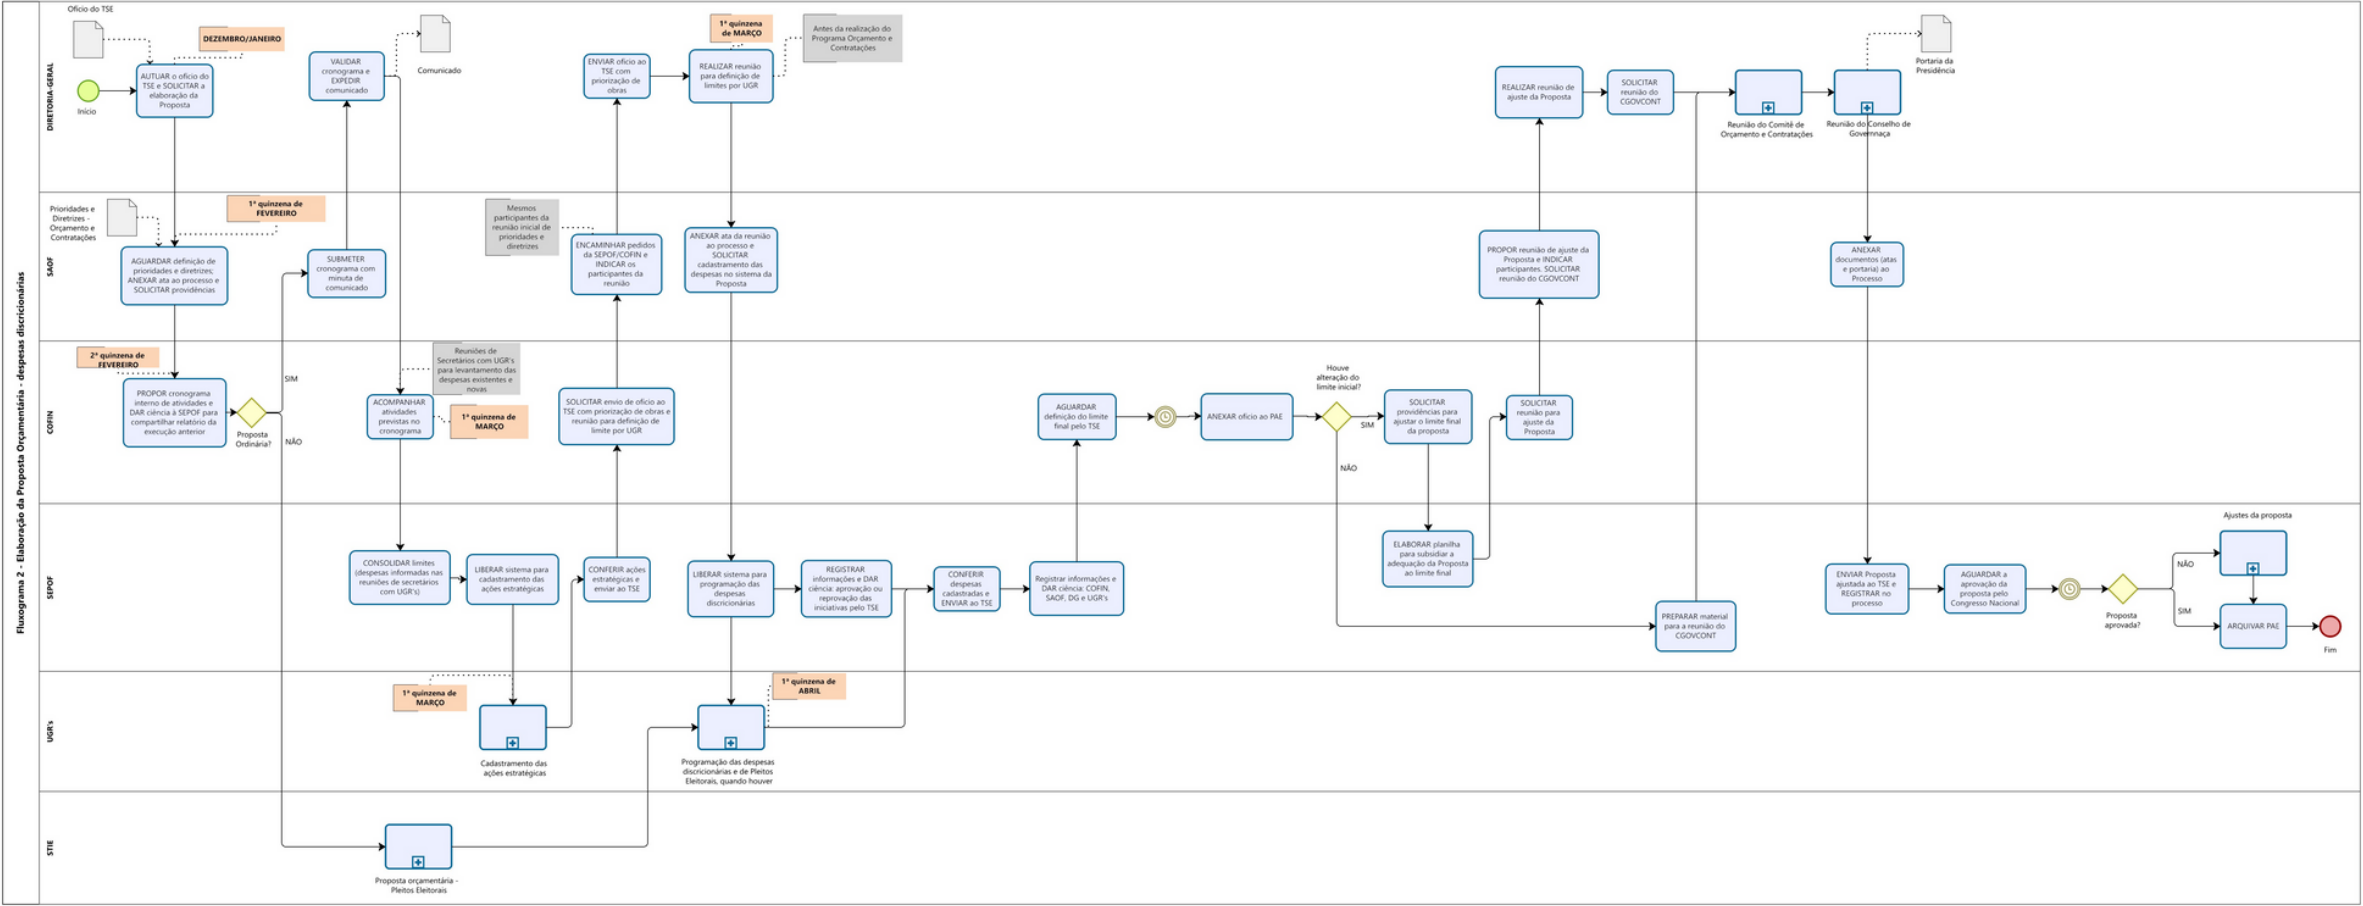 Fluxograma 2 - Elaboração da Proposta Orçamentária - despesas discricionárias
DIRETORIA-GERAL
Ofício do TSE
Início
DEZEMBRO/JANEIRO
AUTUAR o ofício do
TSE e SOLICITAR a
elaboração da
Proposta
VALIDAR
cronograma e
EXPEDIR
comunicado
Comunicado
ENVIAR ofício ao
TSE com
priorização de
obras
1ª quinzena
de MARÇO
REALIZAR reunião
para definição de
limites por UGR
Antes da realização do
Programa Orçamento e
Contratações
REALIZAR reunião de
ajuste da Proposta
SOLICITAR
reunião do
CGOVCONT
Reunião do Comitê de
Orçamento e Contratações
Reunião do Conselho de
Governnaça
Portaria da
Presidência
SAOF
Prioridades e
Diretrizes -
Orçamento e
Contratações
1ª quinzena de
FEVEREIRO
AGUARDAR definição de
prioridades e diretrizes;
ANEXAR ata ao processo e
SOLICITAR providências
SUBMETER
cronograma com
minuta de
comunicado
Mesmos
participantes da
reunião inicial de
prioridades e
diretrizes
ENCAMINHAR pedidos
da SEPOF/COFIN e
INDICAR os
participantes da
reunião
ANEXAR ata da reunião
ao processo e
SOLICITAR
cadastramento das
despesas no sistema da
Proposta
PROPOR reunião de ajuste da
Proposta e INDICAR
participantes. SOLICITAR
reunião do CGOVCONT
ANEXAR
documentos (atas
e portaria) ao
Processo
COFIN
2ª quinzena de
FEVEREIRO
PROPOR cronograma
interno de atividades e
DAR ciência à SEPOF para
compartilhar relatório da
execução anterior
Proposta
Ordinária?
SIM
NÃO
Reuniões de
Secretários com UGR's
para levantamento das
despesas existentes e
novas
ACOMPANHAR
atividades
previstas no
cronograma
1ª quinzena de
MARÇO
SOLICITAR envio de ofício ao
TSE com priorização de obras e
reunião para definição de
limite por UGR
AGUARDAR
definição do limite
final pelo TSE
ANEXAR ofício ao PAE
Houve
alteração do
limite inicial?
SIM
NÃO
SOLICITAR
providências para
ajustar o limite final
da proposta
SOLICITAR
reunião para
ajuste da
Proposta
SEPOF
CONSOLIDAR limites
(despesas informadas nas
reuniões de secretários
com UGR's)
LIBERAR sistema para
cadastramento das
ações estratégicas
CONFERIR ações
estratégicas e
enviar ao TSE
LIBERAR sistema para
programação das
despesas
discricionárias
REGISTRAR
informações e DAR
ciência: aprovação ou
reprovação das
iniciativas pelo TSE
CONFERIR
despesas
cadastradas e
ENVIAR ao TSE
Registrar informações e
DAR ciência: COFIN,
SAOF, DG e UGR's
ELABORAR planilha
para subsidiar a
adequação da Proposta
ao limite final
PREPARAR material
para a reunião do
CGOVCONT
ENVIAR Proposta
ajustada ao TSE e
REGISTRAR no
processo
AGUARDAR a
aprovação da
proposta pelo
Congresso Nacional
Proposta
aprovada?
NÃO
SIM
Ajustes da proposta
ARQUIVAR PAE
Fim
UGR's
1ª quinzena de
MARÇO
Cadastramento das
ações estratégicas
1ª quinzena de
ABRIL
Programação das despesas
discricionárias e de Pleitos
Eleitorais, quando houver
STIE
Proposta orçamentária -
Pleitos Eleitorais